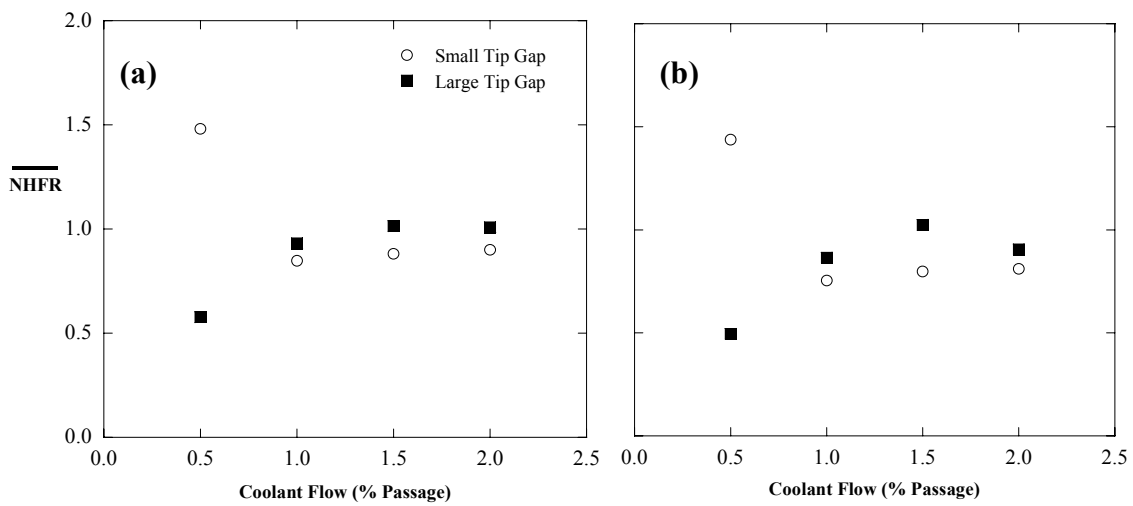 2.0
(a)
Small Tip Gap
Large Tip Gap
1.5
NHFR
1.0
0.5
0.0
0.0 0.5 1.0 1.5 2.0 2.5
Coolant Flow (% Passage)
(b)
0.0 0.5 1.0 1.5 2.0 2.5
Coolant Flow (% Passage)